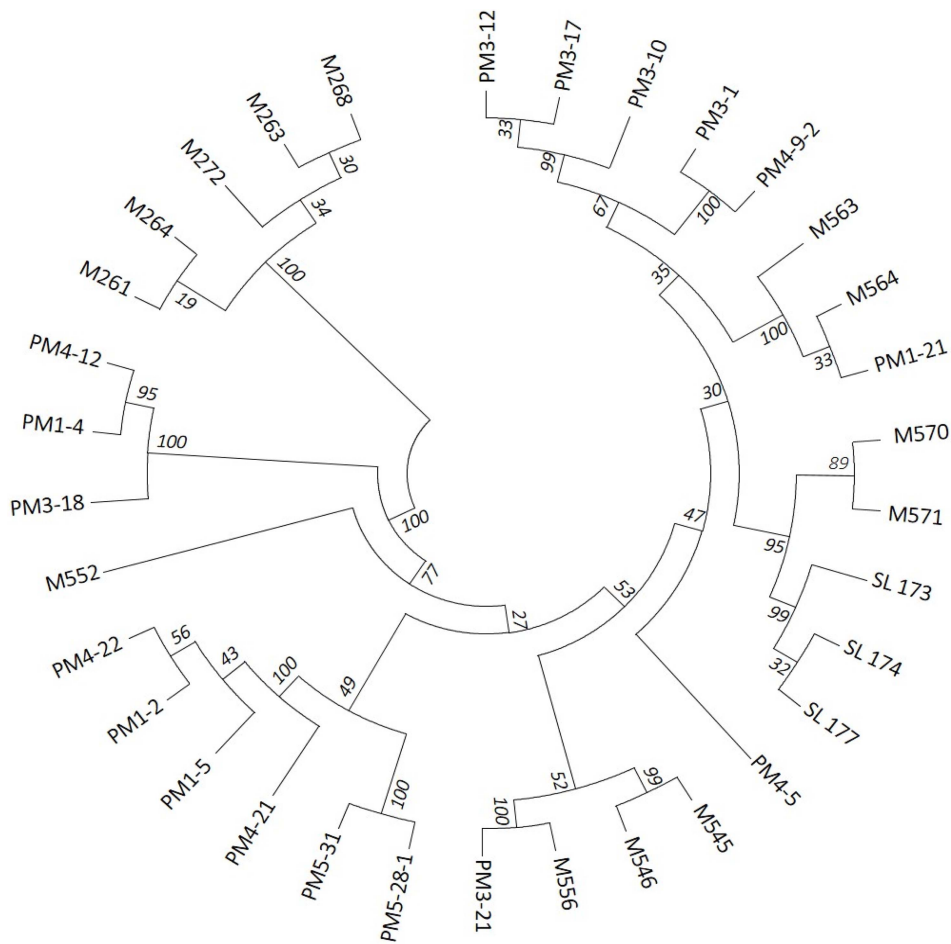 PM3-12
PM3-17
PM3-10
PM3-1
PM4-9-2
M563
M564
PM1-21
M570
M571
SL 173
SL 174
SL 177
PM4-5
M545
M546
M556
PM3-21
PM5-28-1
PM5-31
PM4-21
PM1-5
PM1-2
PM4-22
M552
PM3-18
PM1-4
PM4-12
M261
M264
M272
M263
M268
33
99
67
100
35
100
33
30
89
95
99
32
47
53
27
99
52
100
49
100
100
43
56
77
100
100
95
100
19
34
30